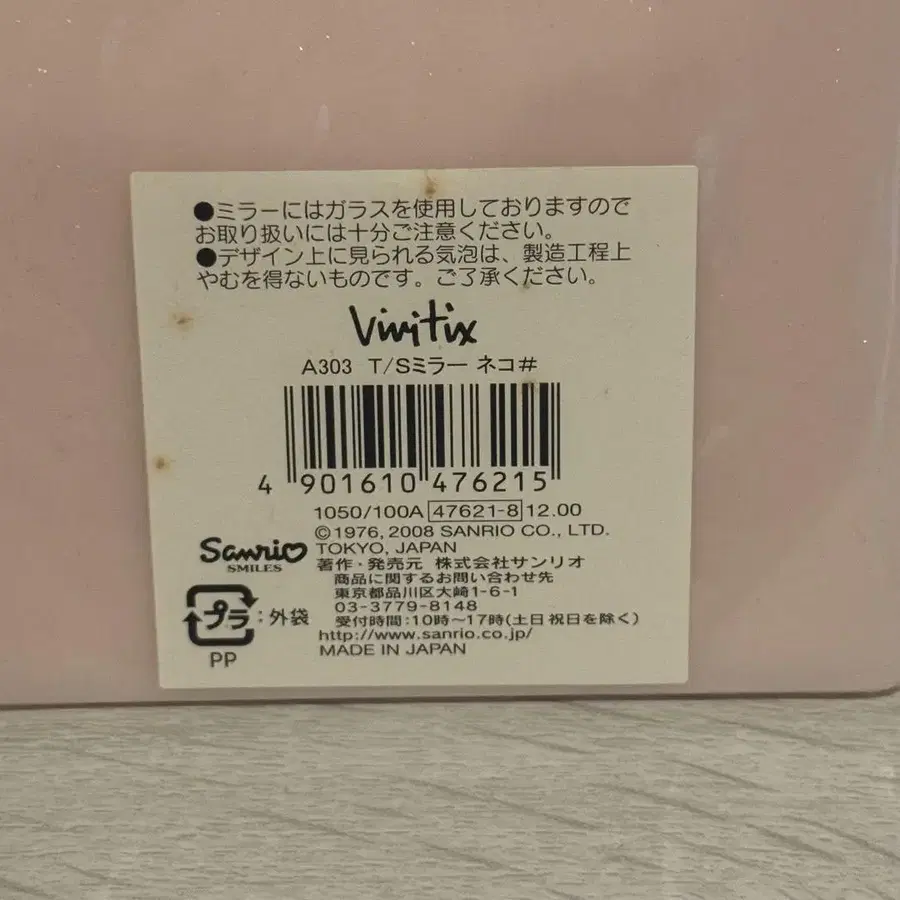 ●ミラーにはガラスを使用しておりますので
お取り扱いには十分ご注意ください。
●デザイン上に見られる気泡は、製造工程上
やむを得ないものです。ご了承ください。
Vivitix
A303 T/Sミラー ネコ#
4 901610 476215
1050/100A 47621-8 12.00
©1976, 2008 SANRIO CO., LTD.
TOKYO, JAPAN
Sanrio
SMILES
著作・発売元 株式会社サンリオ
商品に関するお問い合わせ先
東京都品川区大崎1-6-1
03-3779-8148
受付時間:10時~17時(土日祝日を除く)
http://www.sanrio.co.jp/
MADE IN JAPAN
プラ:外袋
PP